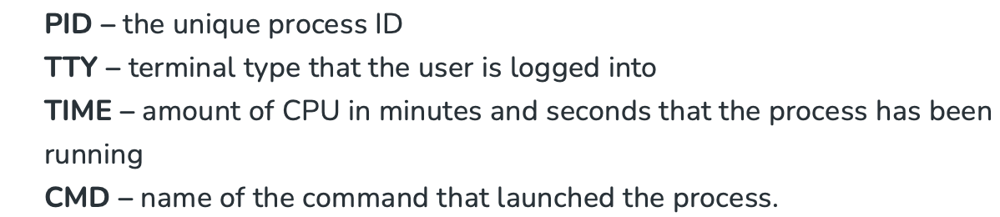 PID – the unique process ID
TTY – terminal type that the user is logged into
TIME – amount of CPU in minutes and seconds that the process has been
running
CMD – name of the command that launched the process.